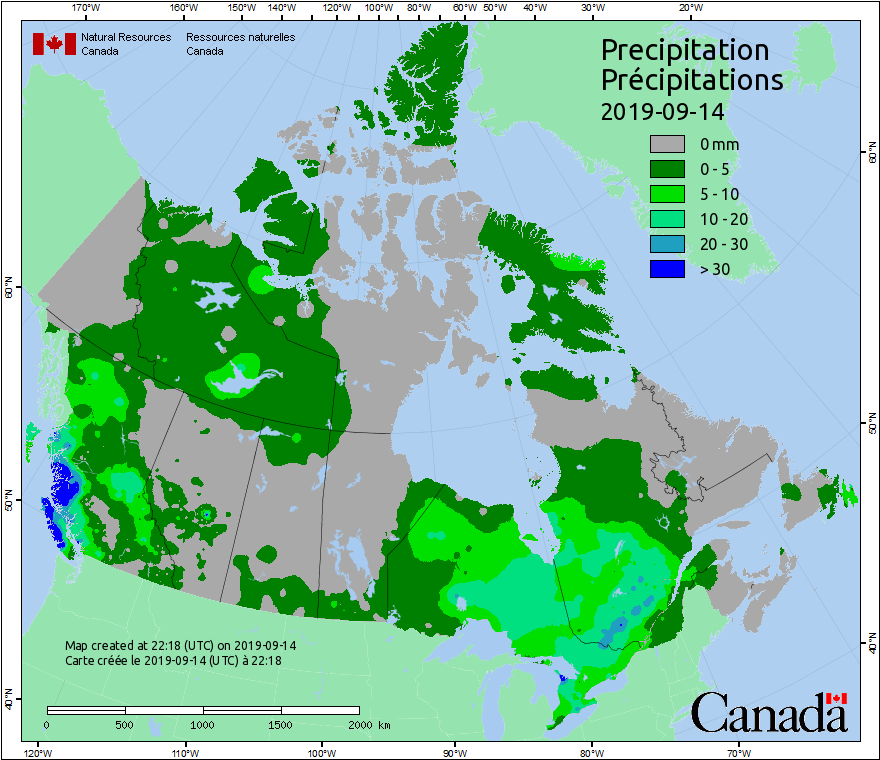 170°W 160°W 150°W 140°W 120°W 100°W 80°W 60°W 50°W 40°W 30°W 20°W
Natural Resources Ressources naturelles
Canada Canada
Precipitation
Précipitations
2019-09-14
0 mm
0 - 5
5 - 10
10 - 20
20 - 30
> 30
60°N
60°N
50°N
50°N
40°N
40°N
Map created at 22:18 (UTC) on 2019-09-14
Carte créée le 2019-09-14 (UTC) à 22:18
0 500 1000 1500 2000 km
Canada
120°W 110°W 100°W 90°W 80°W 70°W